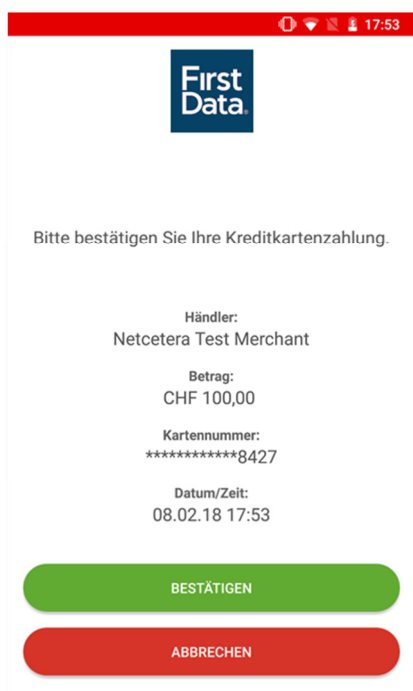 17:53
First
Data.
Bitte bestätigen Sie Ihre Kreditkartenzahlung.
Händler:
Netcetera Test Merchant
Betrag:
CHF 100,00
Kartennummer:
************8427
Datum/Zeit:
08.02.18 17:53
BESTÄTIGEN
ABBRECHEN